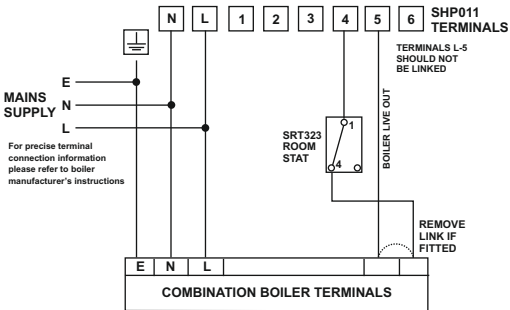 N L 1 2 3 4 5 6 SHP011
TERMINALS
TERMINALS L-5
SHOULD NOT
BE LINKED
E
MAINS
SUPPLY
N
L
For precise terminal
connection information
please refer to boiler
manufacturer's instructions
SRT323
ROOM
STAT
1
4
BOILER LIVE OUT
REMOVE
LINK IF
FITTED
E N L
COMBINATION BOILER TERMINALS